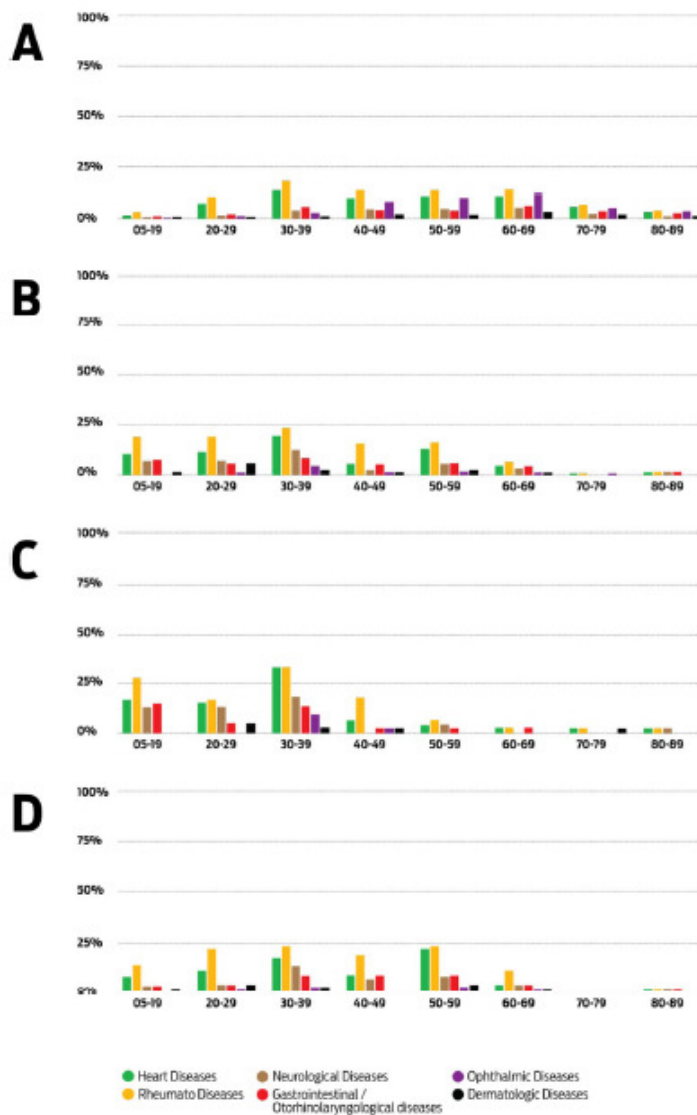 A
100%
75%
50%
25%
0%
05-19 20-29 30-39 40-49 50-59 60-69 70-79 80-89
B
100%
75%
50%
25%
0%
05-19 20-29 30-39 40-49 50-59 60-69 70-79 80-89
C
100%
75%
50%
25%
0%
05-19 20-29 30-39 40-49 50-59 60-69 70-79 80-89
D
100%
75%
50%
25%
0%
05-19 20-29 30-39 40-49 50-59 60-69 70-79 80-89
Heart Diseases Neurological Diseases Ophthalmic Diseases
Rheumato Diseases Gastrointestinal / Dermatologic Diseases
Otorhinolaryngological diseases